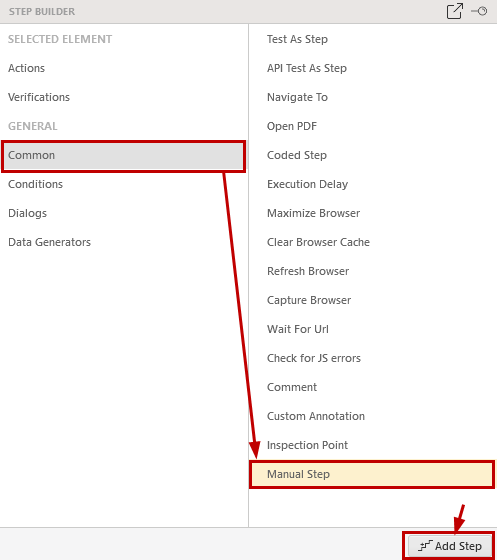 STEP BUILDER
SELECTED ELEMENT
Actions
Verifications
GENERAL
Common
Conditions
Dialogs
Data Generators
Test As Step
API Test As Step
Navigate To
Open PDF
Coded Step
Execution Delay
Maximize Browser
Clear Browser Cache
Refresh Browser
Capture Browser
Wait For Url
Check for JS errors
Comment
Custom Annotation
Inspection Point
Manual Step
Add Step